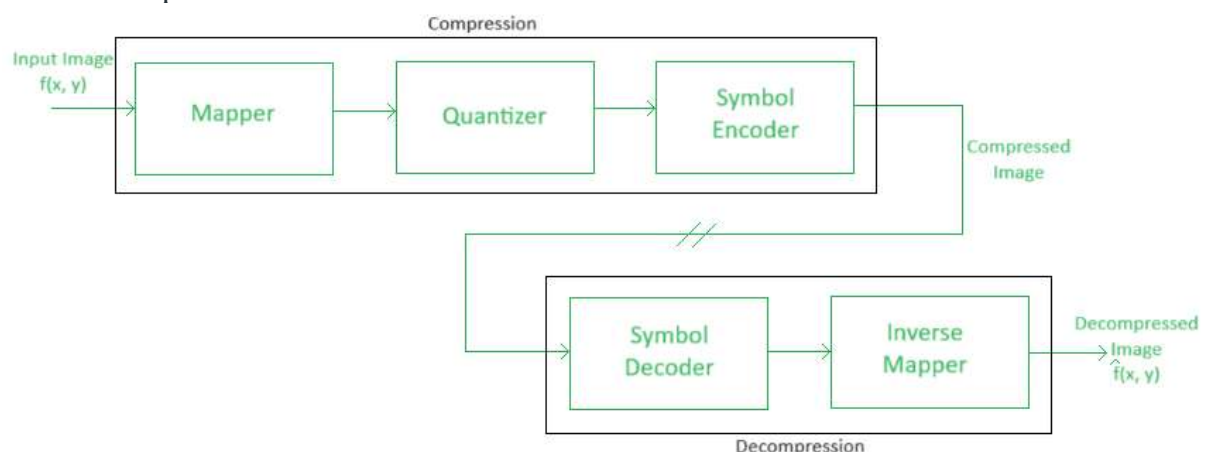 Compression
Input Image
f(x, y)
Mapper
Quantizer
Symbol
Encoder
Compressed
Image
Symbol
Decoder
Inverse
Mapper
Decompressed
Image
f̂(x, y)
Decompression